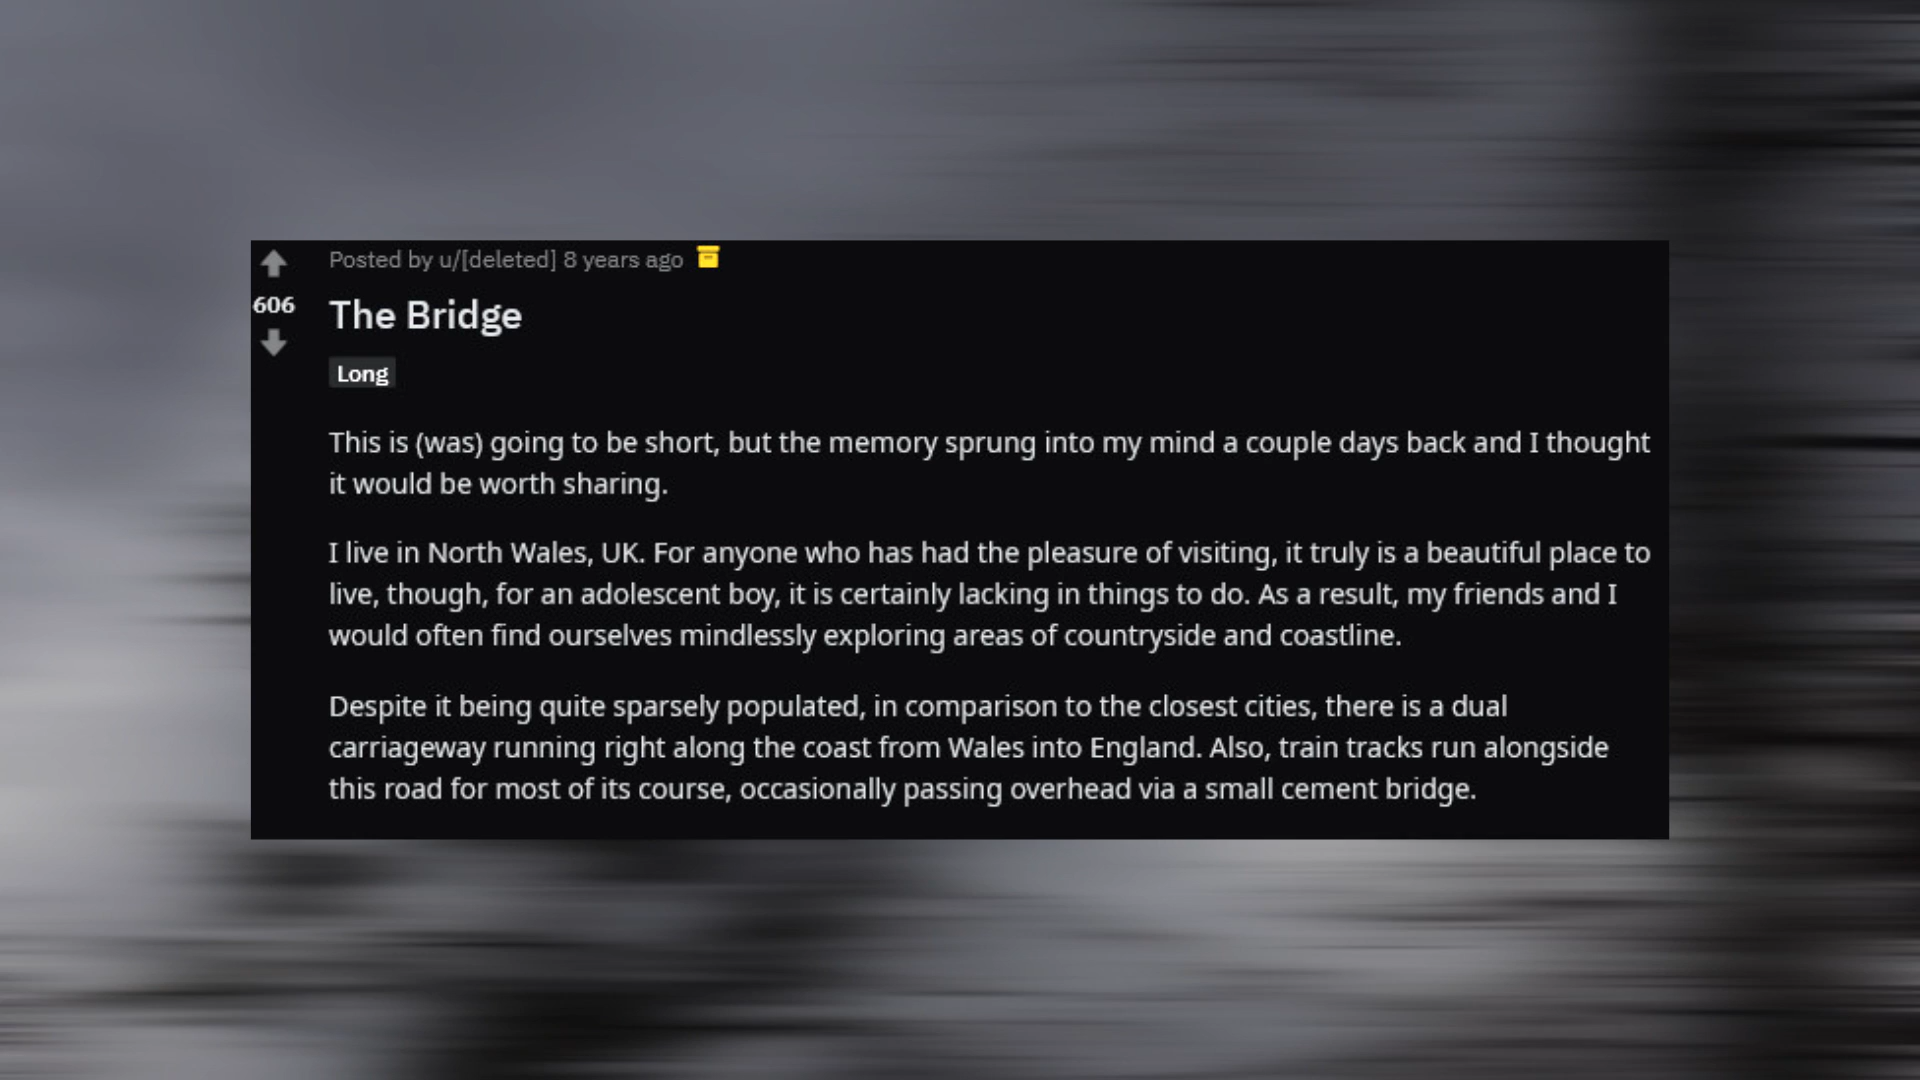 Posted by u/[deleted] 8 years ago
606
The Bridge
Long
This is (was) going to be short, but the memory sprung into my mind a couple days back and I thought
it would be worth sharing.
I live in North Wales, UK. For anyone who has had the pleasure of visiting, it truly is a beautiful place to
live, though, for an adolescent boy, it is certainly lacking in things to do. As a result, my friends and I
would often find ourselves mindlessly exploring areas of countryside and coastline.
Despite it being quite sparsely populated, in comparison to the closest cities, there is a dual
carriageway running right along the coast from Wales into England. Also, train tracks run alongside
this road for most of its course, occasionally passing overhead via a small cement bridge.